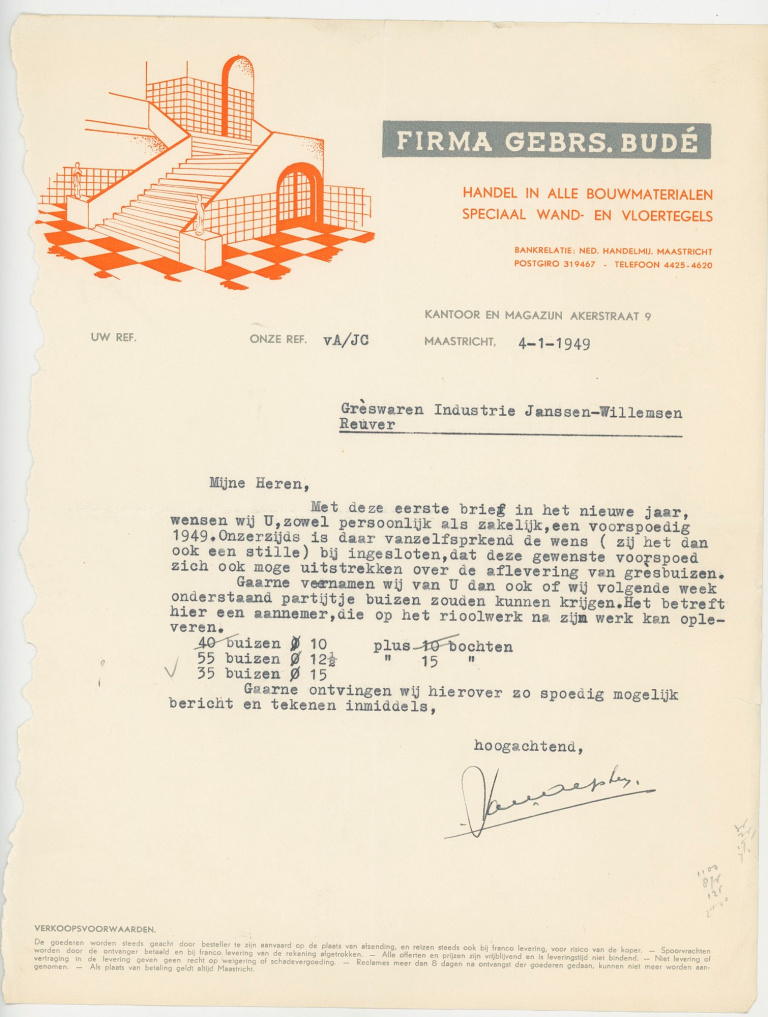 FIRMA GEBRS. BUDÉ
HANDEL IN ALLE BOUWMATERIALEN
SPECIAAL WAND- EN VLOERTEGELS
BANKRELATIE: NED. HANDELMIJ. MAASTRICHT
POSTGIRO 319467 - TELEFOON 4425-4620
KANTOOR EN MAGAZIJN AKERSTRAAT 9
UW REF. ONZE REF. vA/JC MAASTRICHT, 4-1-1949
Grèswaren Industrie Janssen-Willemsen
Reuver
Mijne Heren,
Met deze eerste brief in het nieuwe jaar,
wensen wij U,zowel persoonlijk als zakelijk,een voorspoedig
1949.Onzerzijds is daar vanzelfsprkend de wens ( zij het dan
ook een stille) bij ingesloten,dat deze gewenste voorspoed
zich ook moge uitstrekken over de aflevering van grèsbuizen.
Gaarne vernamen wij van U dan ook of wij volgende week
onderstaand partijtje buizen zouden kunnen krijgen.Het betreft
hier een aannemer,die op het rioolwerk na zijn werk kan ople-
veren.
40 buizen Ø 10 plus 10 bochten
55 buizen Ø 12½ " 15 "
35 buizen Ø 15
Gaarne ontvingen wij hierover zo spoedig mogelijk
bericht en tekenen inmiddels,
hoogachtend,
VERKOOPSVOORWAARDEN.
De goederen worden steeds geacht door besteller te zijn aanvaard op de plaats van afzending, en reizen steeds ook bij franco levering, voor risico van de koper. — Spoorvrachten
worden door de ontvanger betaald en bij franco levering van de rekening afgetrokken. — Alle offerten en prijzen zijn vrijblijvend en is leveringstijd niet bindend. — Niet levering of
vertraging in de levering geven geen recht op weigering of schadevergoeding. — Reclames meer dan 8 dagen na ontvangst der goederen gedaan, kunnen niet meer worden aan-
genomen. — Als plaats van betaling geldt altijd Maastricht.